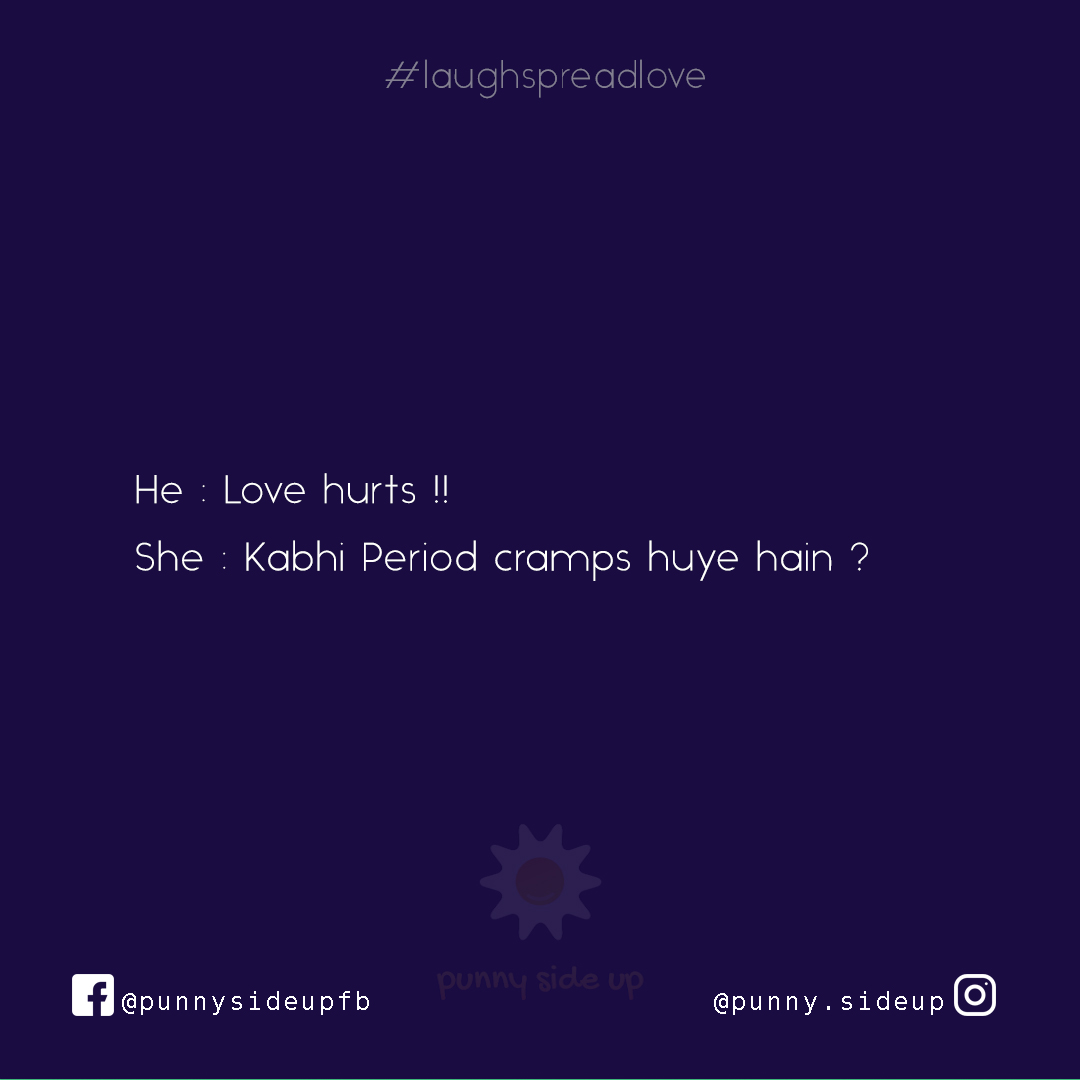 #laughspreadlove
He : Love hurts !!
She : Kabhi Period cramps huye hain ?
punny side up
@punnysideupfb
@punny.sideup